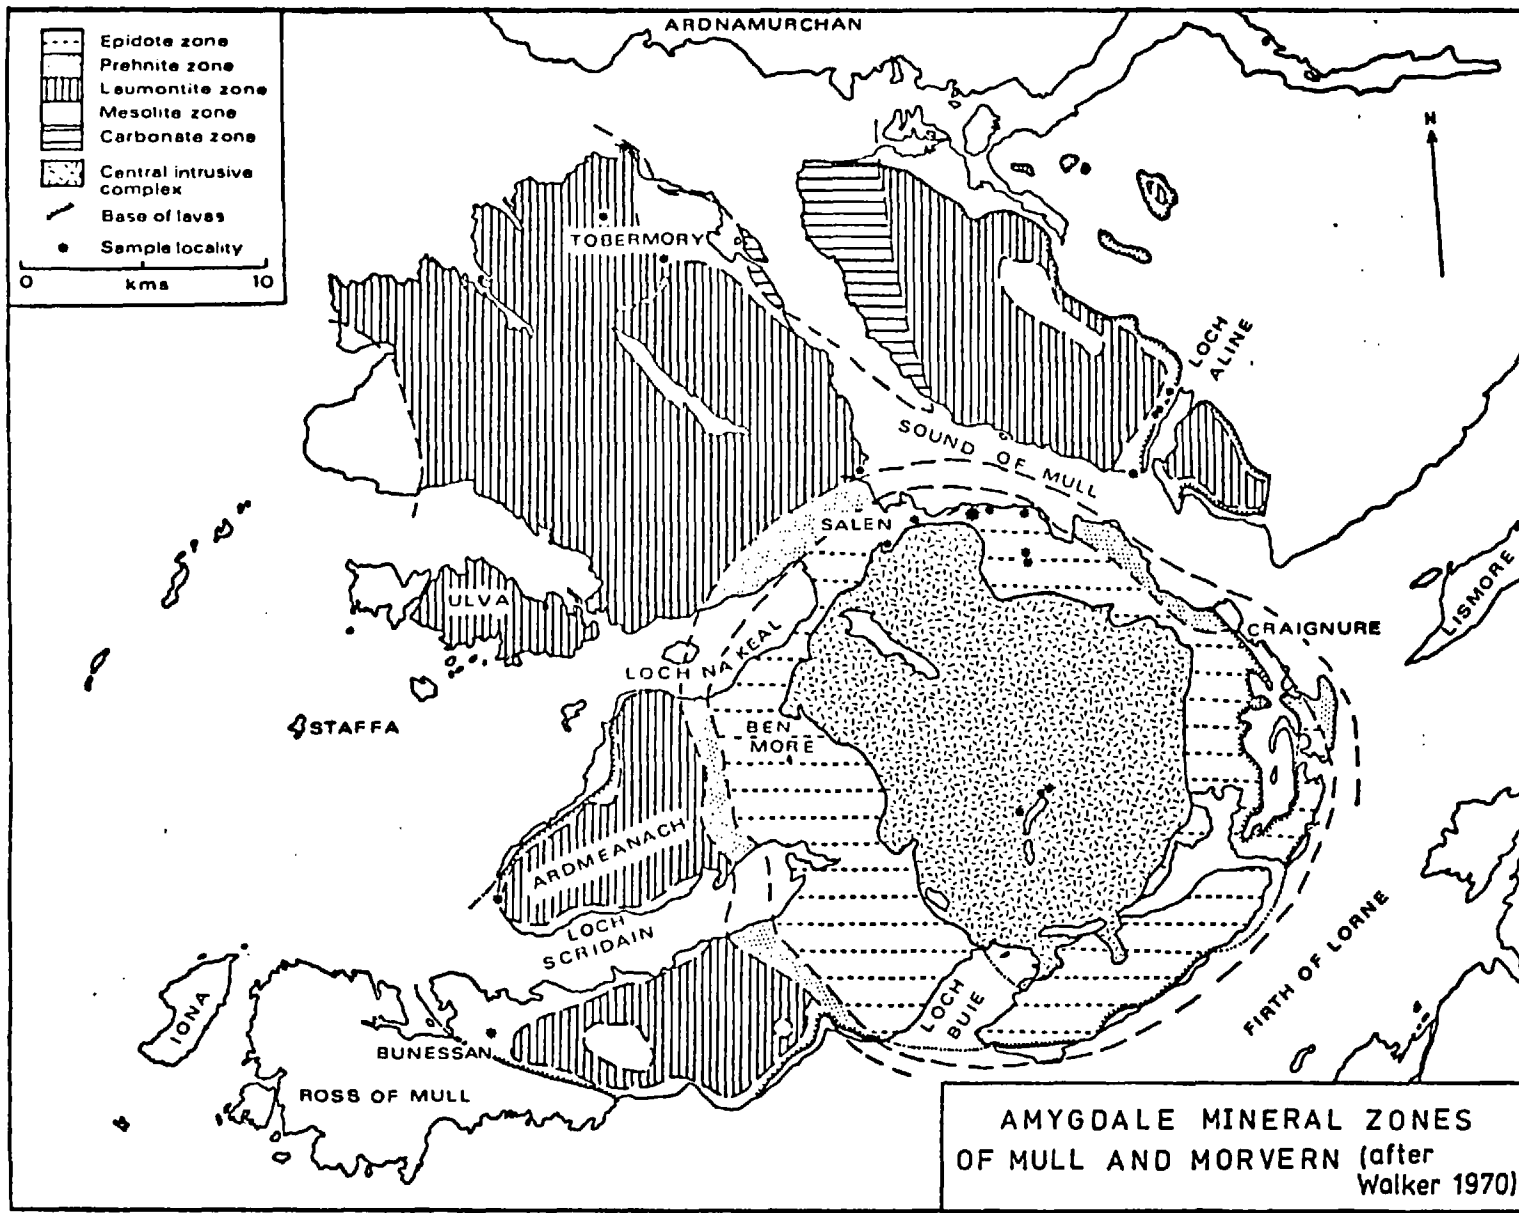 Epidote zone
Prehnite zone
Laumontite zone
Mesolite zone
Carbonate zone
Central intrusive
complex
Base of lavas
Sample locality
0 10
kms
ARDNAMURCHAN
N
TOBERMORY
LOCH
ALINE
SOUND OF MULL
SALEN
ULVA
LISMORE
CRAIGNURE
LOCH NA KEAL
STAFFA
BEN
MORE
ARDMEANACH
LOCH
SCRIDAIN
IONA
LOCH
BUIE
FIRTH OF LORNE
BUNESSAN
ROSS OF MULL
AMYGDALE MINERAL ZONES
OF MULL AND MORVERN (after
Walker 1970)